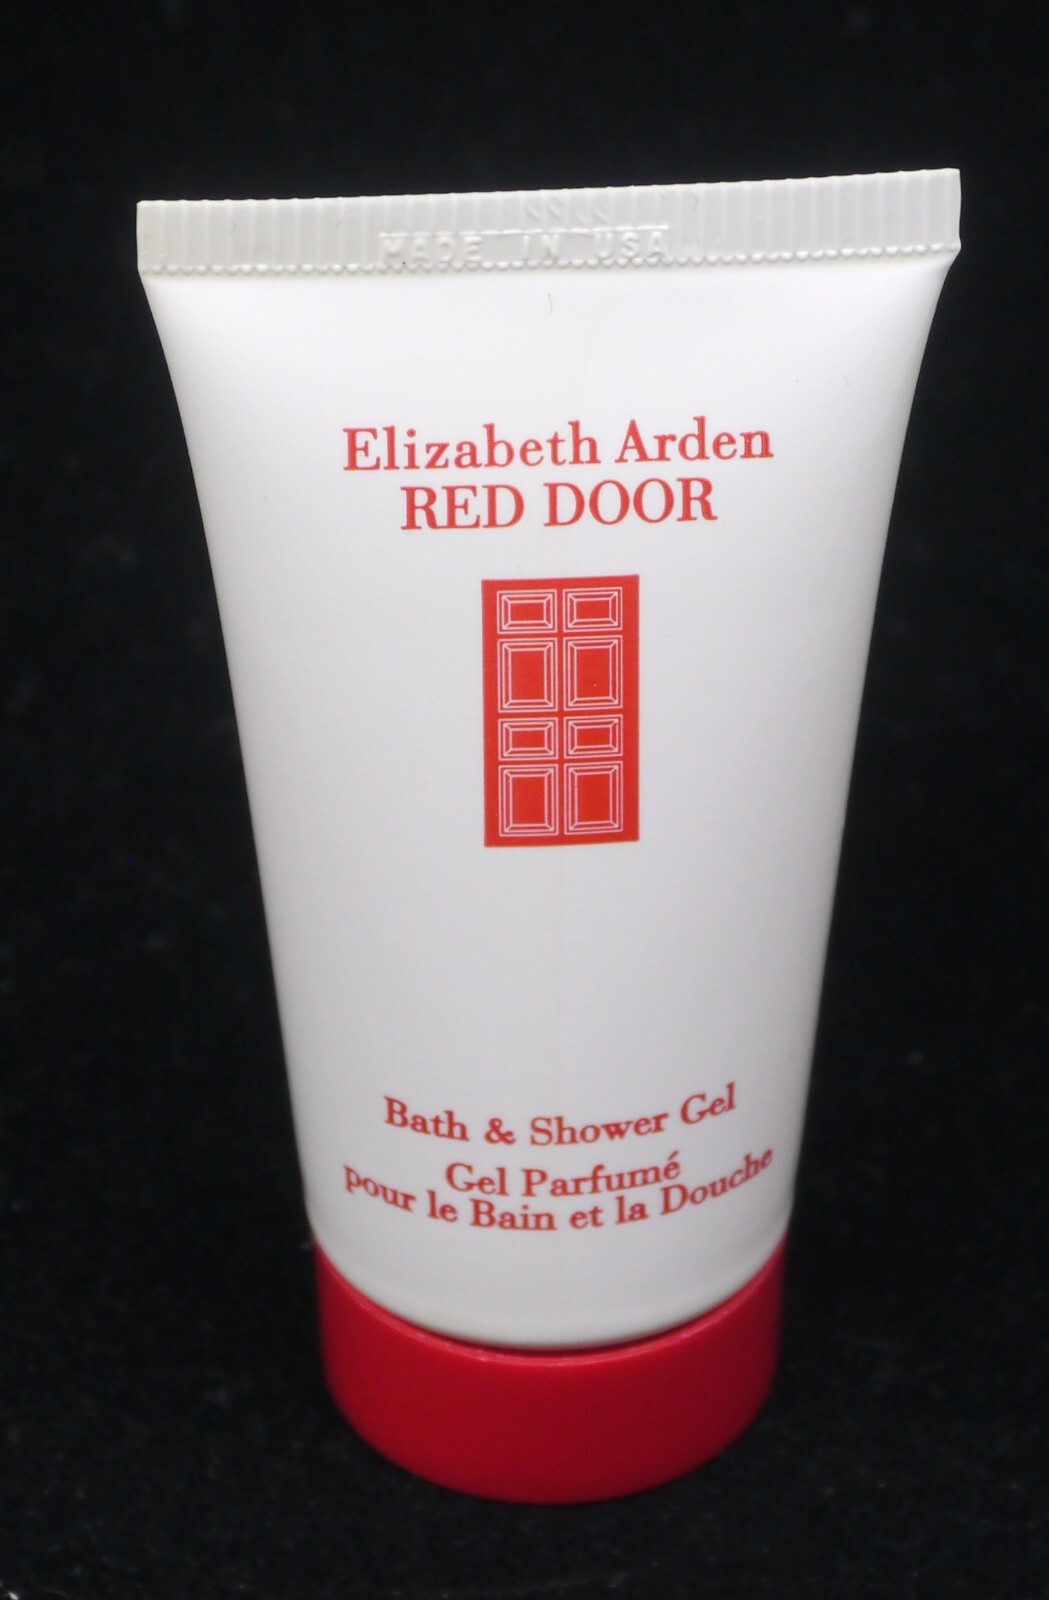 MADE IN USA
Elizabeth Arden
RED DOOR
Bath & Shower Gel
Gel Parfumé
pour le Bain et la Douche